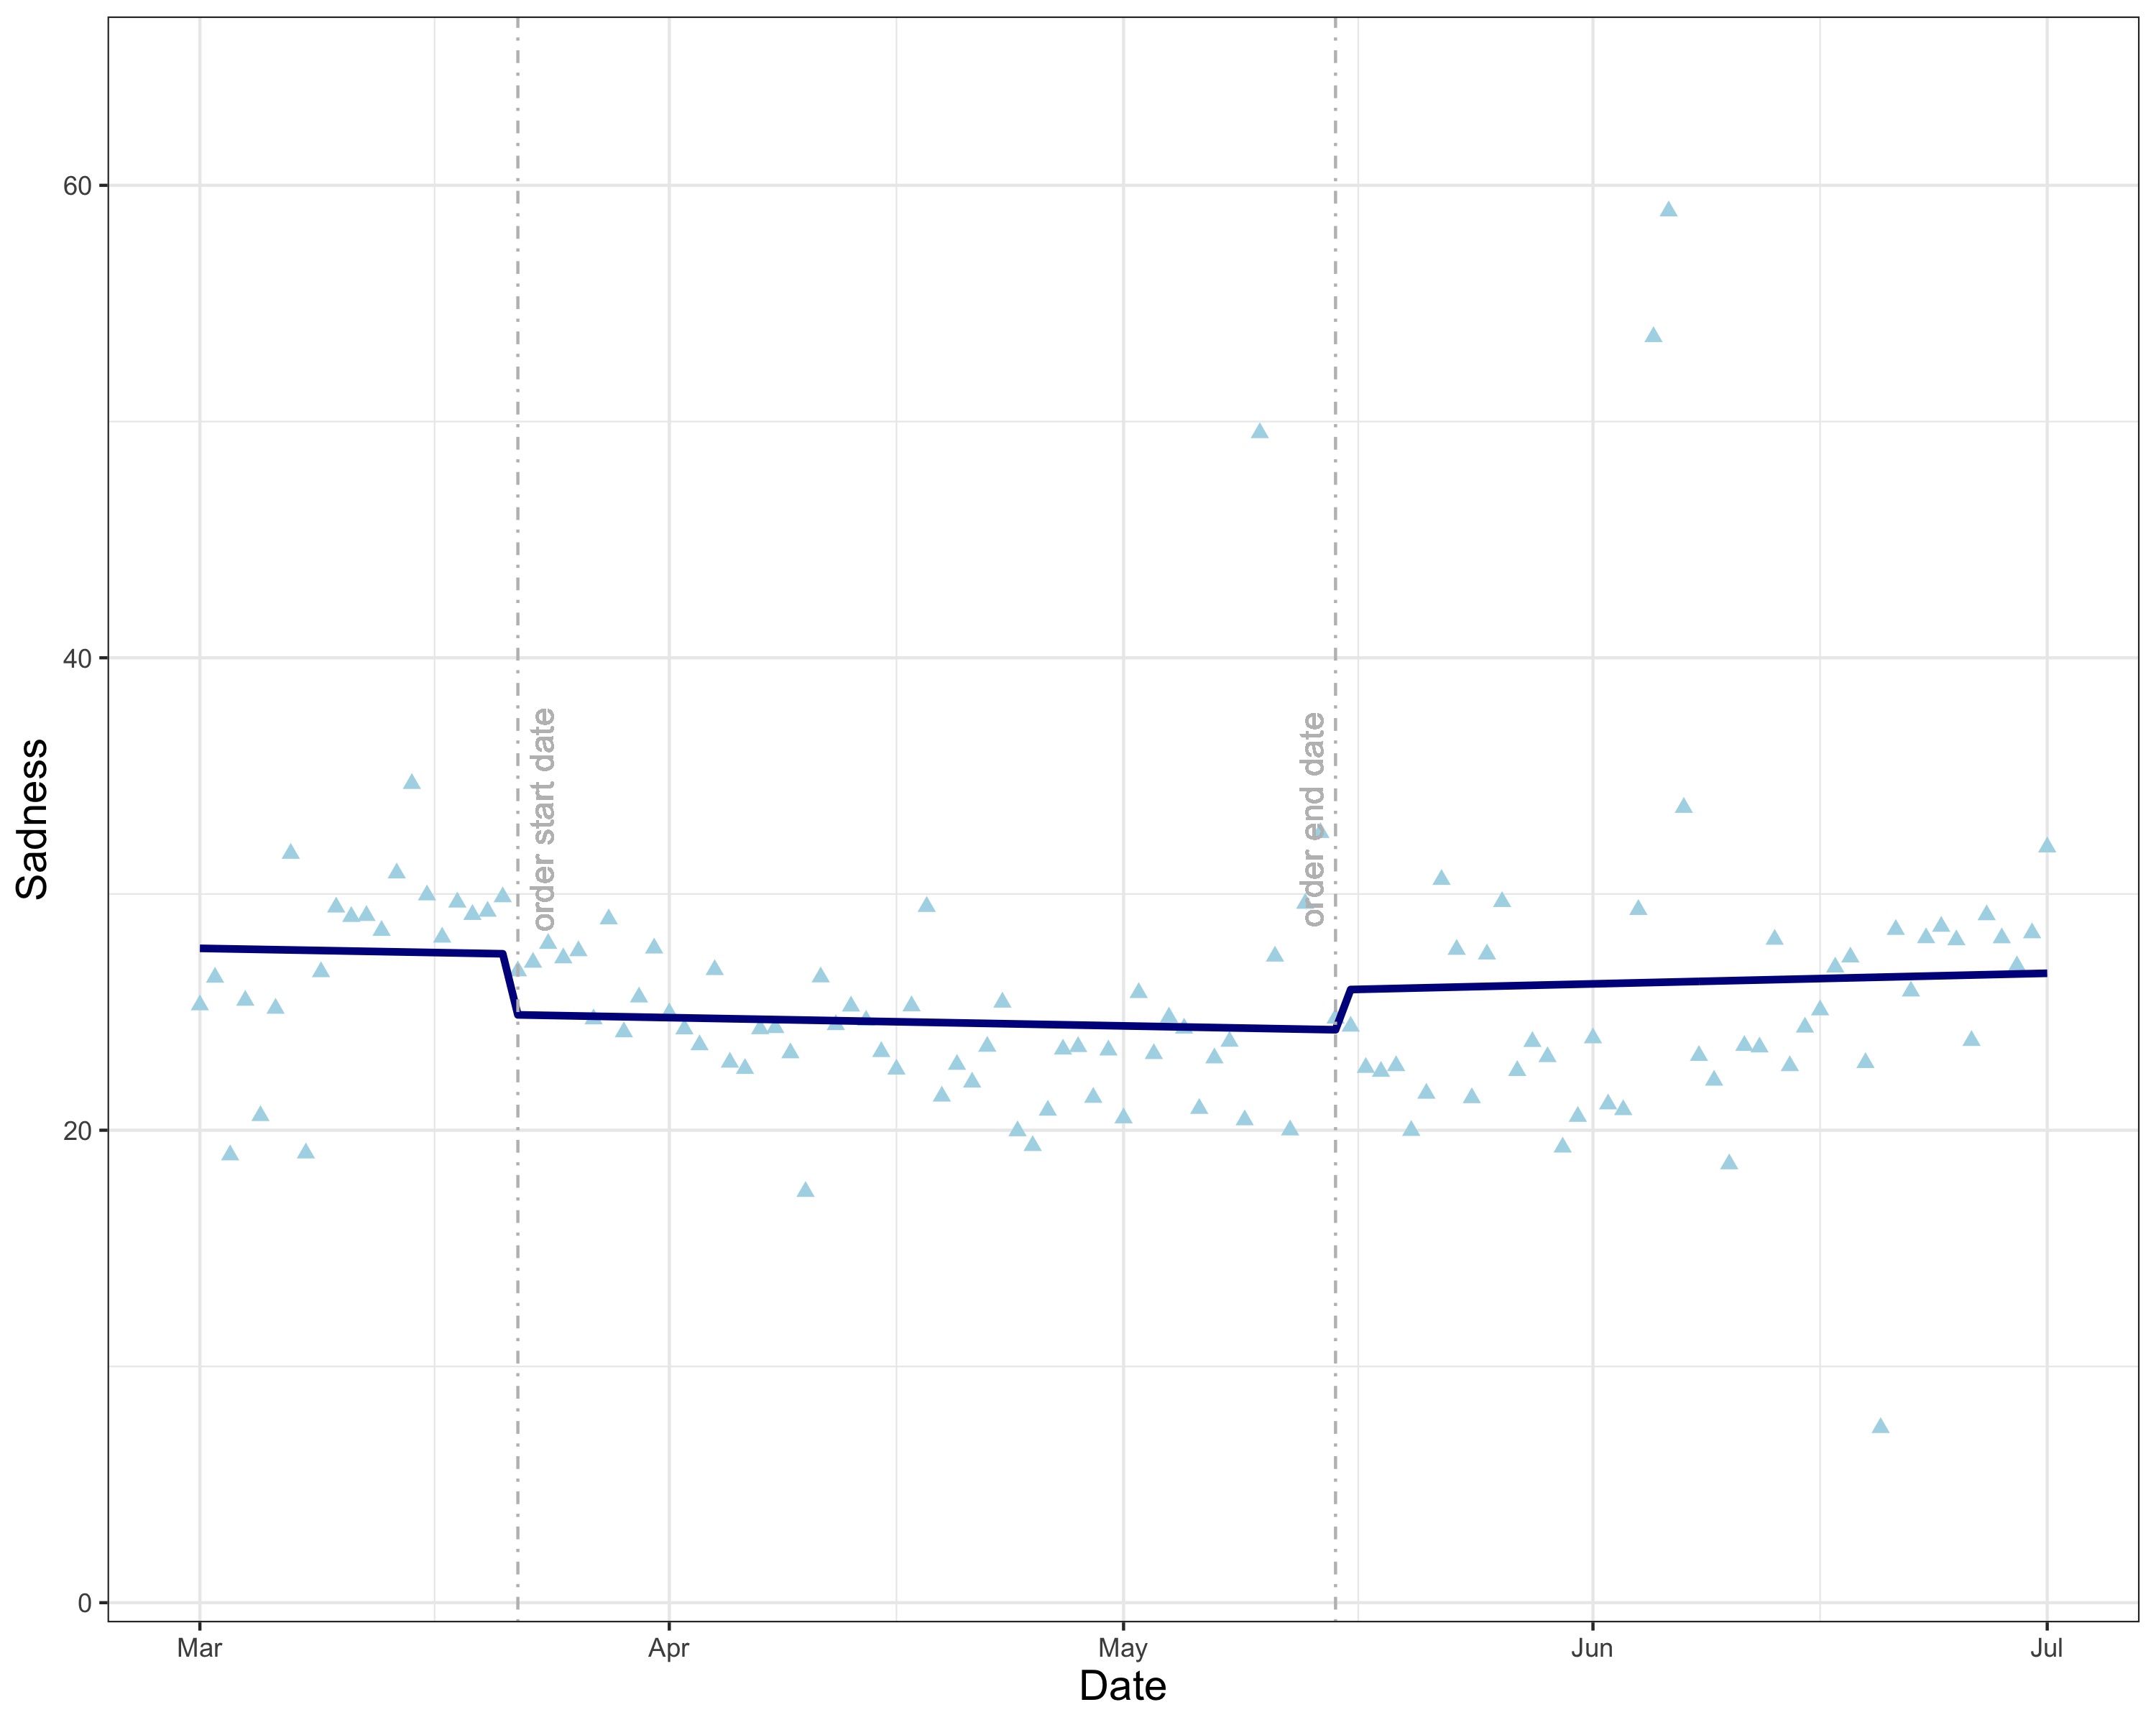 Sadness
60
40
20
0
order start date
order end date
Mar
Apr
May
Jun
Jul
Date